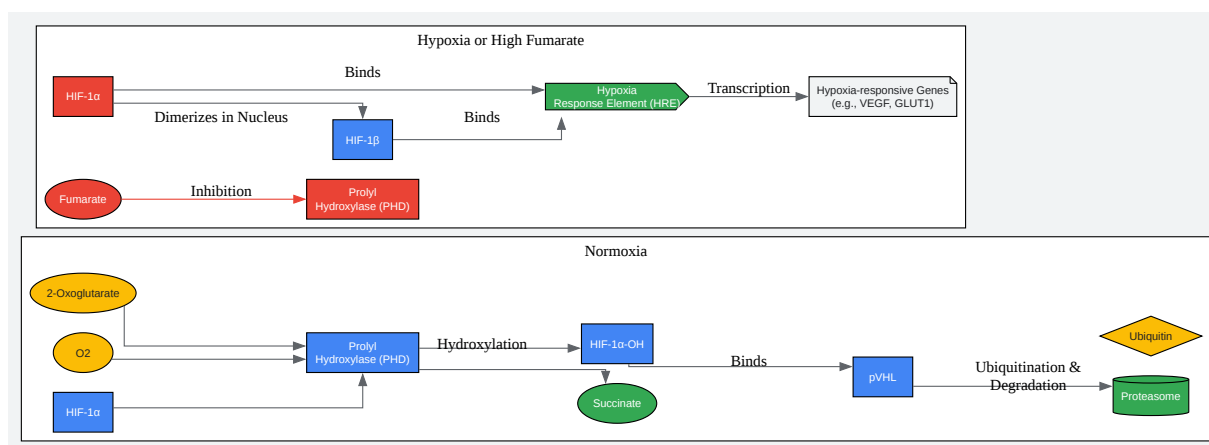 Hypoxia or High Fumarate
HIF-1α
Binds
Hypoxia
Response Element (HRE)
Transcription
Hypoxia-responsive Genes
(e.g., VEGF, GLUT1)
Dimerizes in Nucleus
HIF-1β
Binds
Fumarate
Inhibition
Prolyl
Hydroxylase (PHD)
Normoxia
2-Oxoglutarate
O2
HIF-1α
Prolyl
Hydroxylase (PHD)
Hydroxylation
HIF-1α-OH
Succinate
Binds
pVHL
Ubiquitination &
Degradation
Ubiquitin
Proteasome